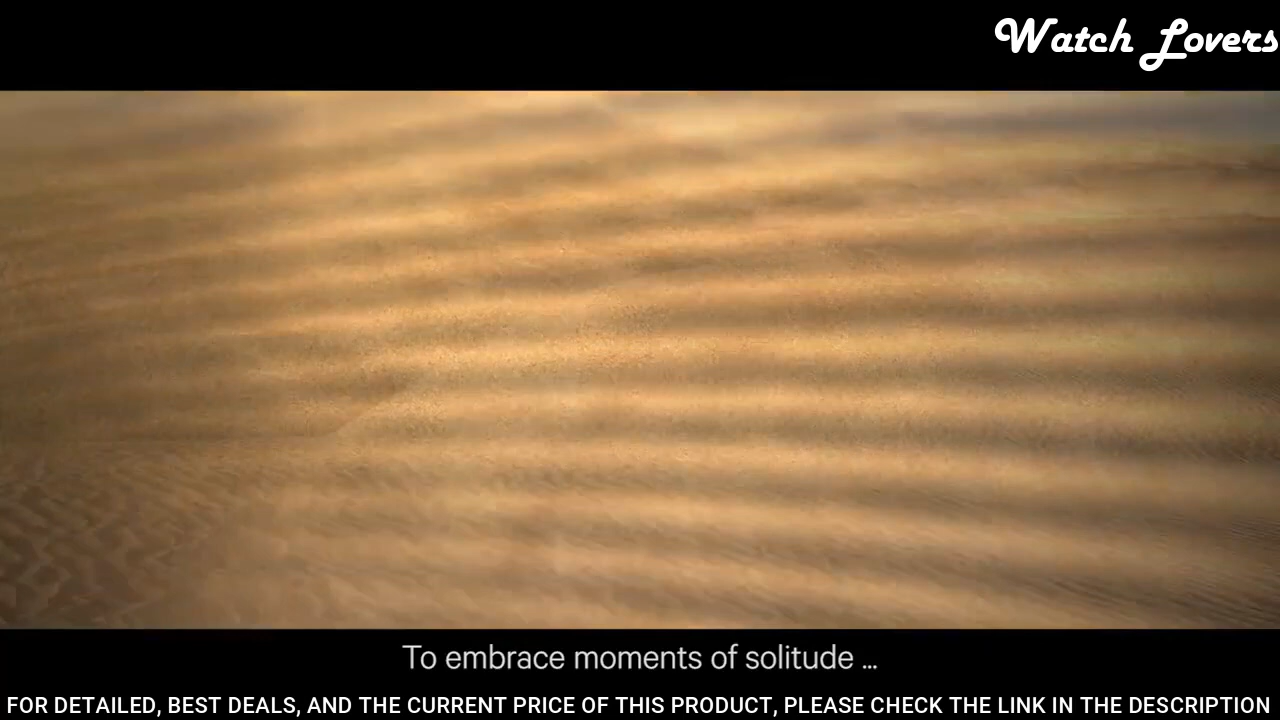 Watch Lovers
To embrace moments of solitude ...
FOR DETAILED, BEST DEALS, AND THE CURRENT PRICE OF THIS PRODUCT, PLEASE CHECK THE LINK IN THE DESCRIPTION